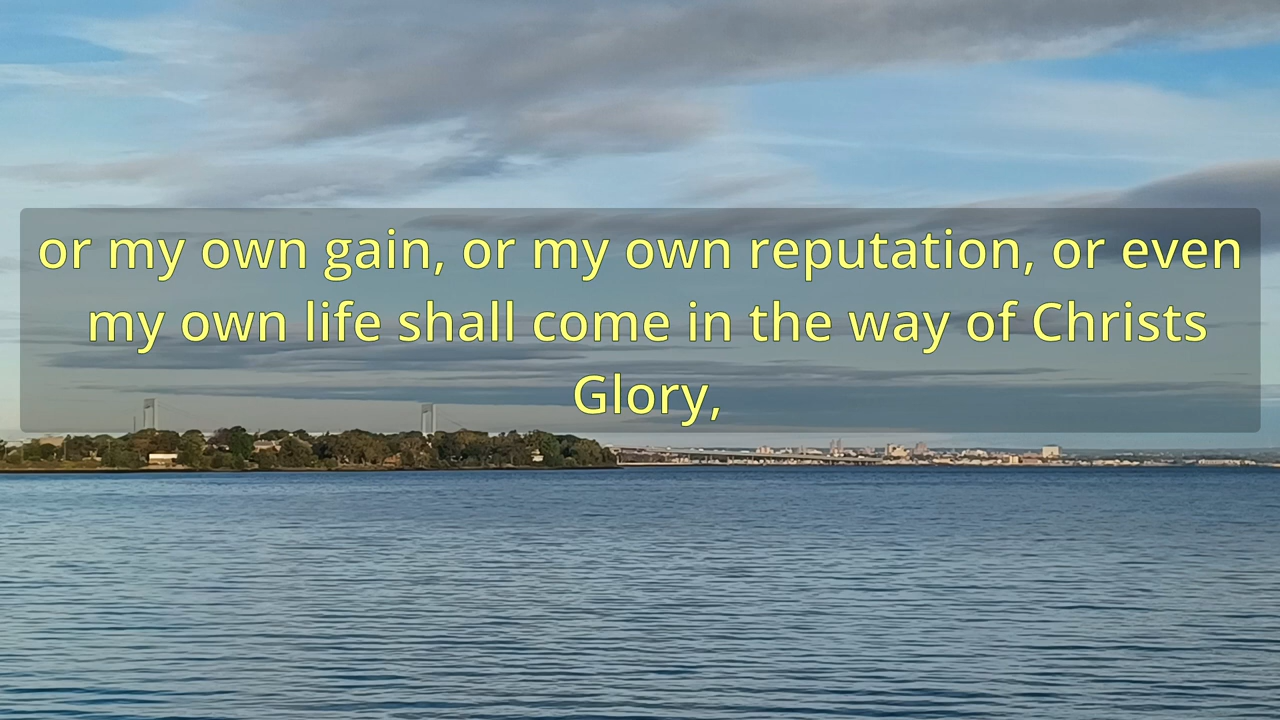 or my own gain, or my own reputation, or even
my own life shall come in the way of Christs
Glory,